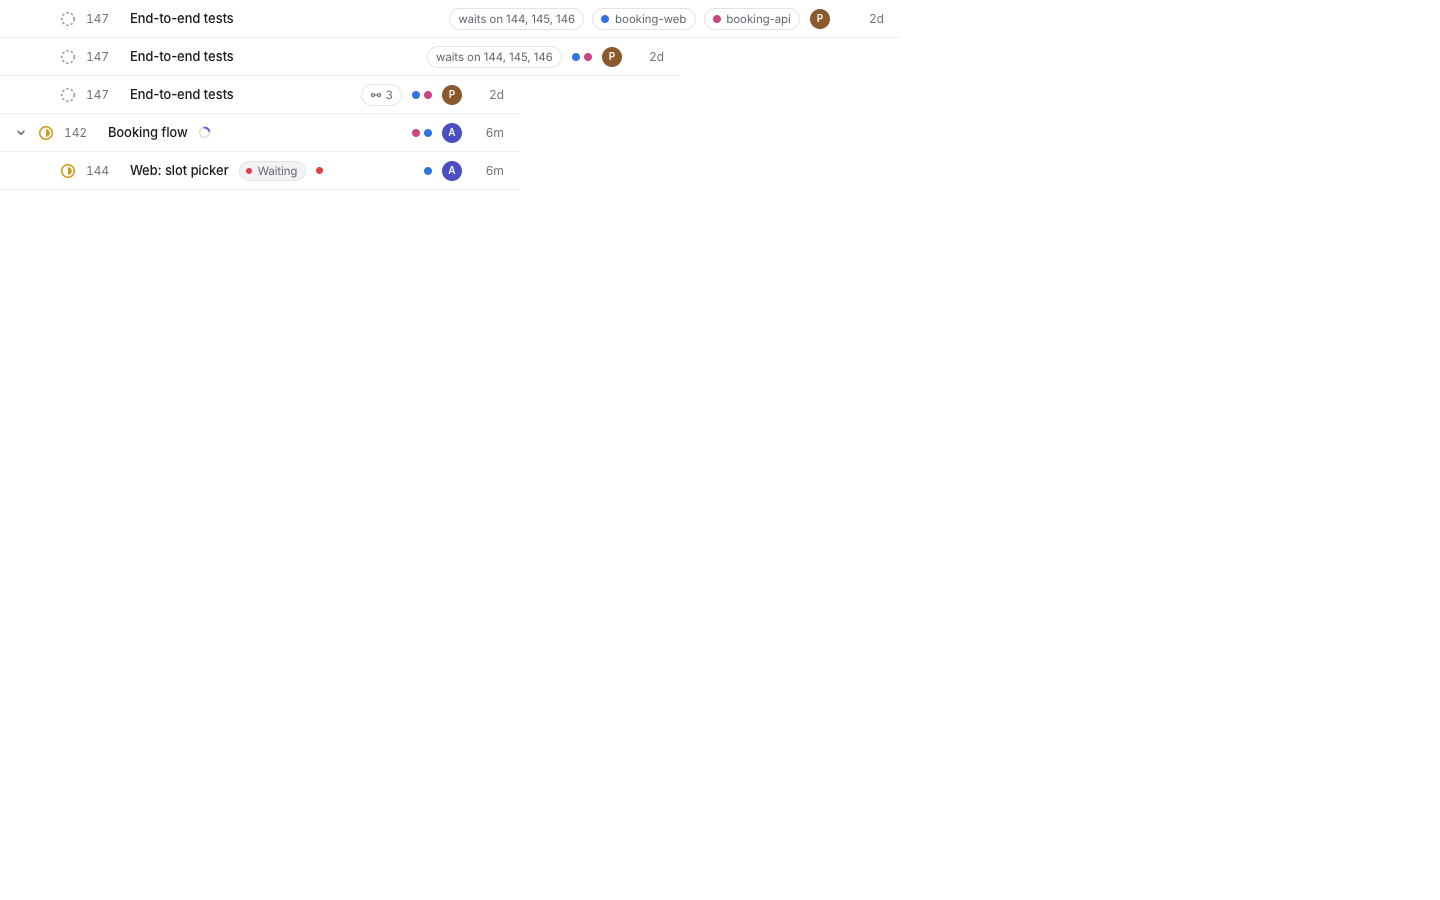 147 End-to-end tests waits on 144, 145, 146 booking-web booking-api P 2d
147 End-to-end tests waits on 144, 145, 146 P 2d
147 End-to-end tests 3 P 2d
142 Booking flow A 6m
144 Web: slot picker Waiting A 6m